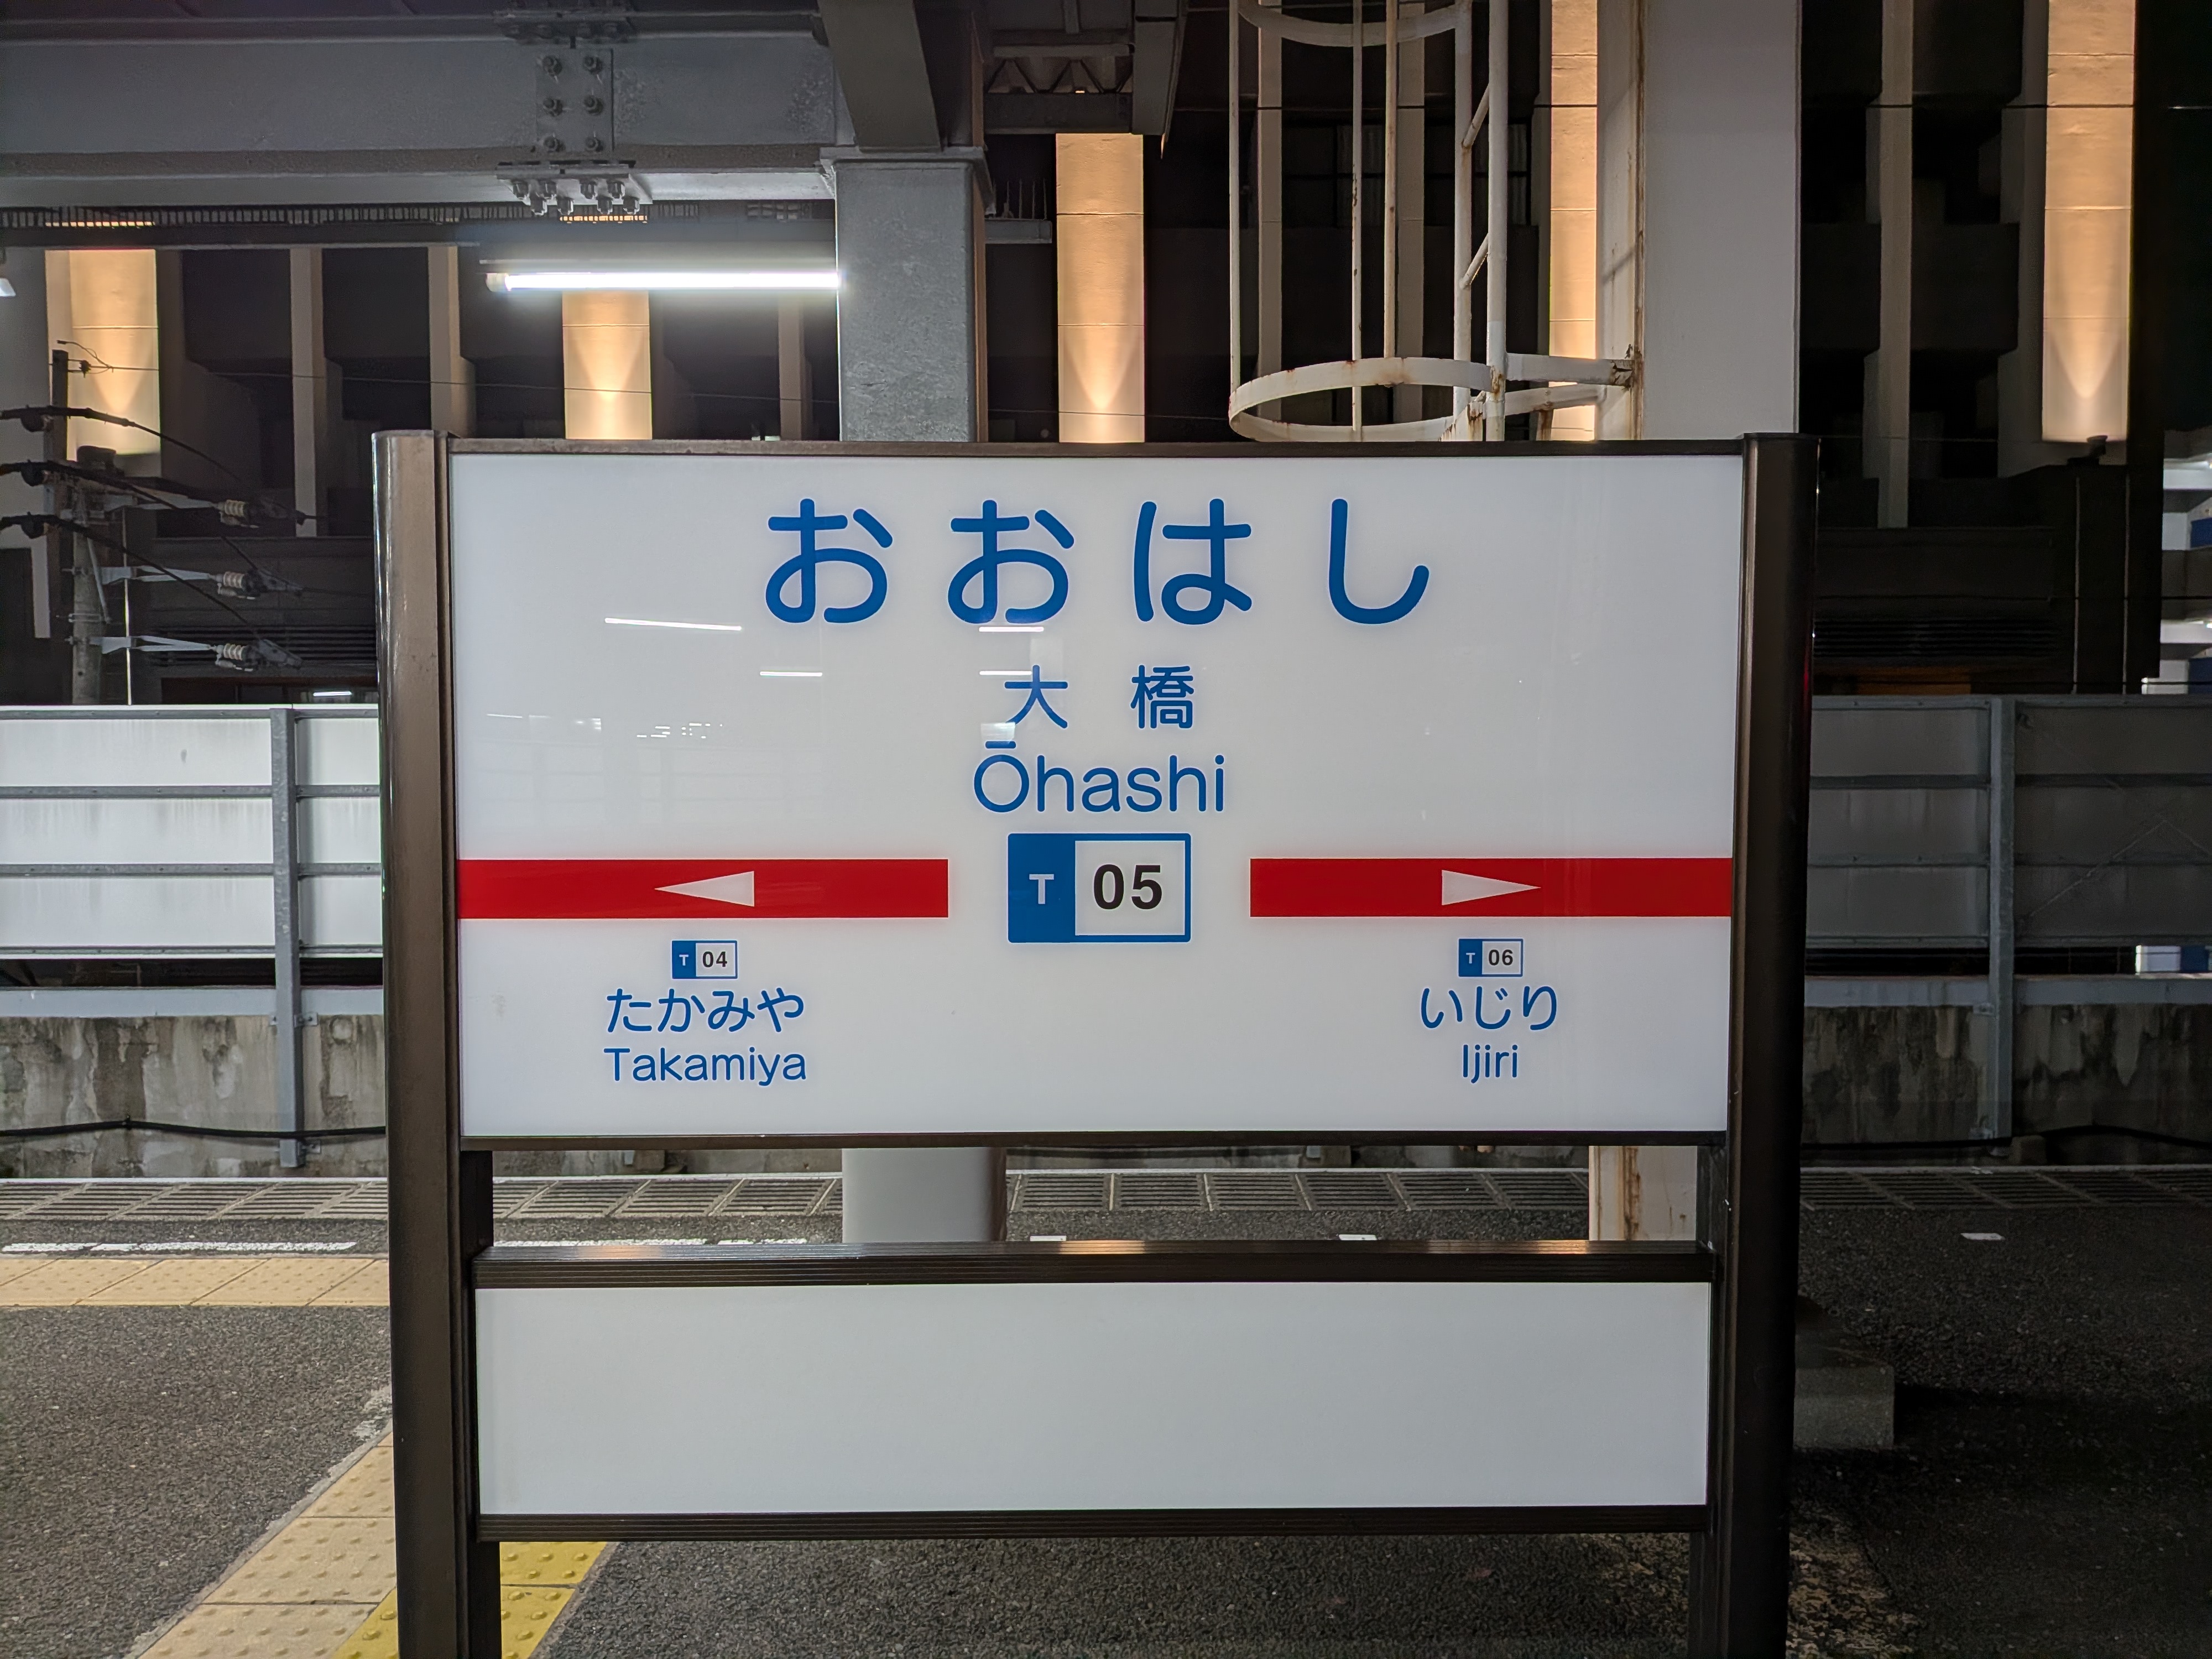 おおはし
大橋
Ōhashi
T 05
T 04
たかみや
Takamiya
T 06
いじり
Ijiri